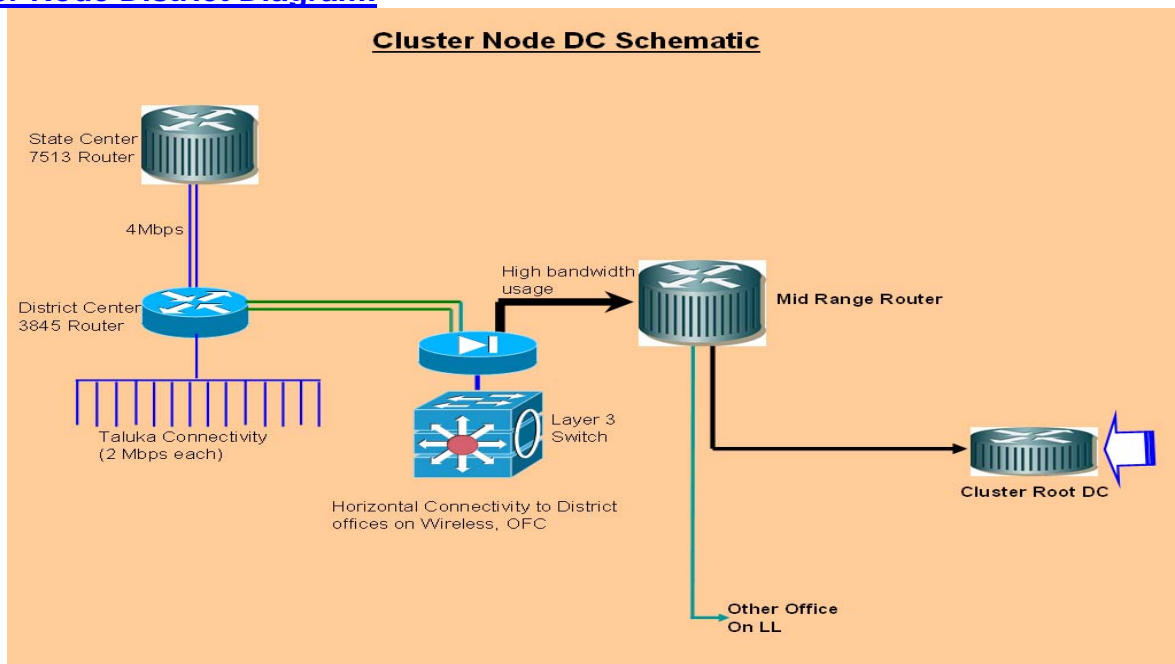 Cluster Node DC Schematic
State Center
7513 Router
4Mbps
District Center
3845 Router
Taluka Connectivity
(2 Mbps each)
High bandwidth
usage
Mid Range Router
Layer 3
Switch
Horizontal Connectivity to District
offices on Wireless, OFC
Cluster Root DC
Other Office
On LL